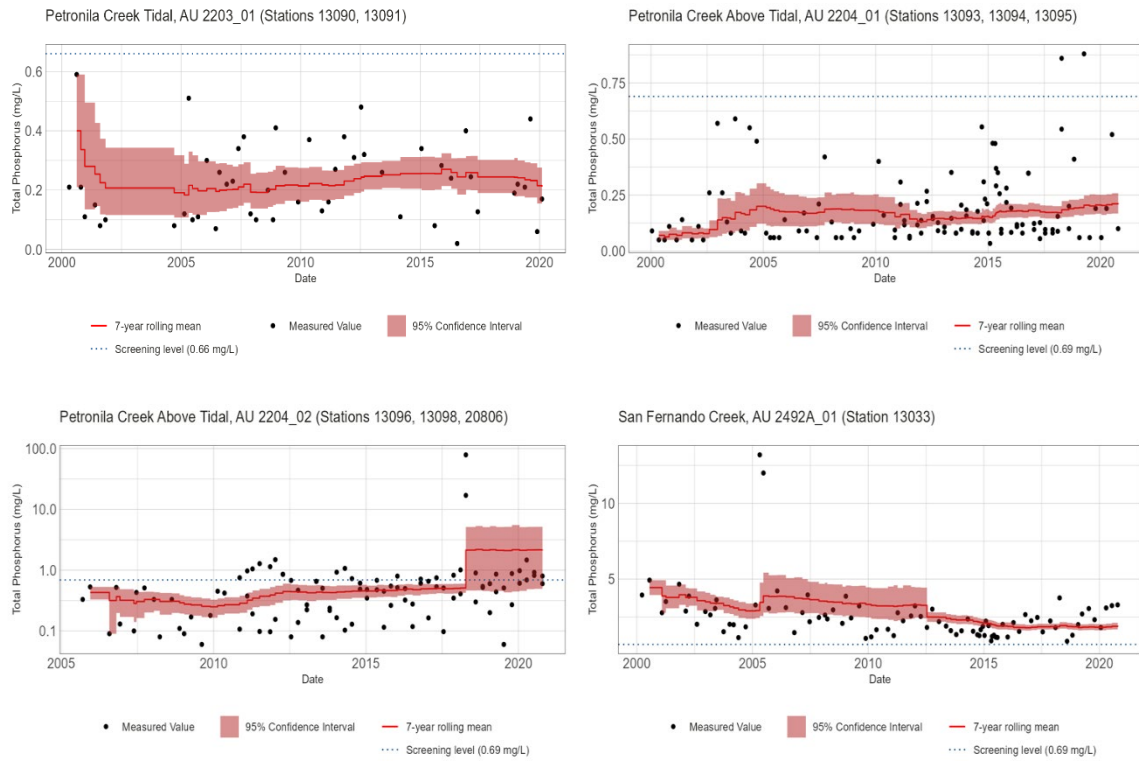 Petronila Creek Tidal, AU 2203_01 (Stations 13090, 13091)
Total Phosphorus (mg/L)
0.6
0.4
0.2
0.0
2000 2005 2010 2015 2020
Date
7-year rolling mean Measured Value 95% Confidence Interval
Screening level (0.66 mg/L)
Petronila Creek Above Tidal, AU 2204_01 (Stations 13093, 13094, 13095)
Total Phosphorus (mg/L)
0.75
0.50
0.25
0.00
2000 2005 2010 2015 2020
Date
Measured Value 95% Confidence Interval 7-year rolling mean
Screening level (0.69 mg/L)
Petronila Creek Above Tidal, AU 2204_02 (Stations 13096, 13098, 20806)
Total Phosphorus (mg/L)
100.0
10.0
1.0
0.1
2005 2010 2015 2020
Date
Measured Value 95% Confidence Interval 7-year rolling mean
Screening level (0.69 mg/L)
San Fernando Creek, AU 2492A_01 (Station 13033)
Total Phosphorus (mg/L)
10
5
2000 2005 2010 2015 2020
Date
Measured Value 95% Confidence Interval 7-year rolling mean
Screening level (0.69 mg/L)